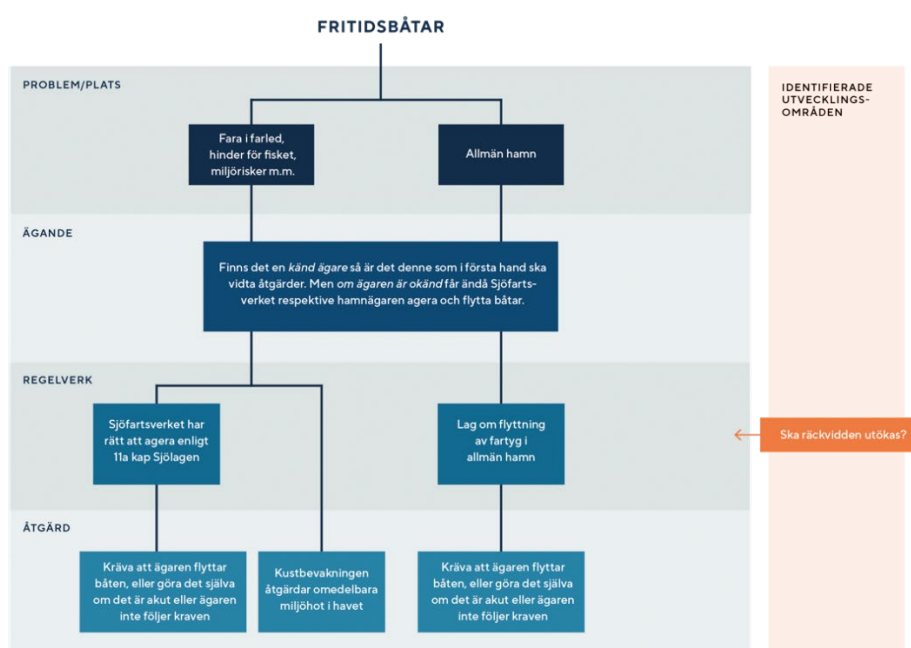 FRITIDSBÅTAR
PROBLEM/PLATS
IDENTIFIERADE
UTVECKLINGS-
OMRÅDEN
Fara i farled,
hinder för fisket,
miljörisker m.m.
Allmän hamn
ÄGANDE
Finns det en känd ägare så är det denne som i första hand ska
vidta åtgärder. Men om ägaren är okänd får ändå Sjöfarts-
verket respektive hamnägaren agera och flytta båtar.
REGELVERK
Sjöfartsverket har
rätt att agera enligt
11a kap Sjölagen
Lag om flyttning
av fartyg i
allmän hamn
Ska räckvidden utökas?
ÅTGÄRD
Kräva att ägaren flyttar
båten, eller göra det själva
om det är akut eller ägaren
inte följer kraven
Kustbevakningen
åtgärdar omedelbara
miljöhot i havet
Kräva att ägaren flyttar
båten, eller göra det själva
om det är akut eller ägaren
inte följer kraven